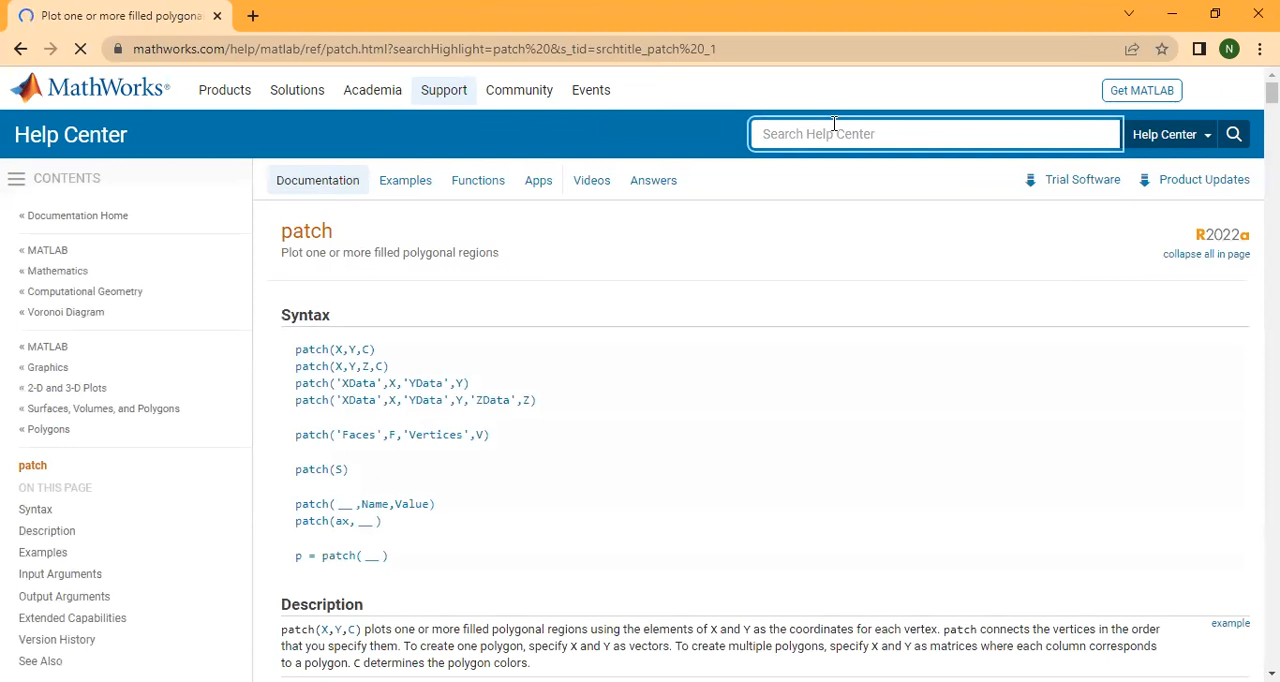 Plot one or more filled polygona
mathworks.com/help/matlab/ref/patch.html?searchHighlight=patch%20&s_tid=srchtitle_patch%20_1
N
MathWorks®
Products
Solutions
Academia
Support
Community
Events
Get MATLAB
Help Center
Search Help Center
Help Center
CONTENTS
Documentation
Examples
Functions
Apps
Videos
Answers
Trial Software
Product Updates
« Documentation Home
« MATLAB
« Mathematics
« Computational Geometry
« Voronoi Diagram
« MATLAB
« Graphics
« 2-D and 3-D Plots
« Surfaces, Volumes, and Polygons
« Polygons
patch
ON THIS PAGE
Syntax
Description
Examples
Input Arguments
Output Arguments
Extended Capabilities
Version History
See Also
patch
R2022a
Plot one or more filled polygonal regions
collapse all in page
Syntax
patch(X,Y,C)
patch(X,Y,Z,C)
patch('XData',X,'YData',Y)
patch('XData',X,'YData',Y,'ZData',Z)
patch('Faces',F,'Vertices',V)
patch(S)
patch(__,Name,Value)
patch(ax,__)
p = patch(__)
Description
patch(X,Y,C) plots one or more filled polygonal regions using the elements of X and Y as the coordinates for each vertex. patch connects the vertices in the order
that you specify them. To create one polygon, specify X and Y as vectors. To create multiple polygons, specify X and Y as matrices where each column corresponds
to a polygon. C determines the polygon colors.
example